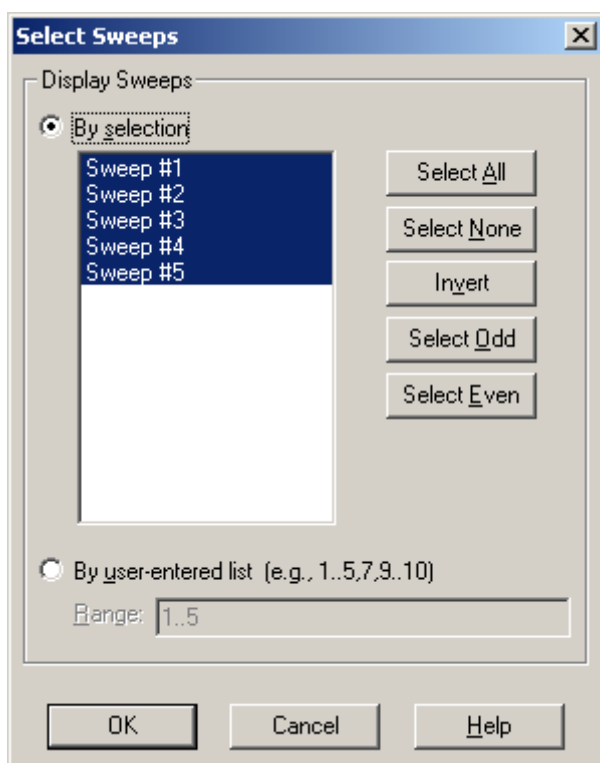 Select Sweeps
Display Sweeps
By selection
Sweep #1
Sweep #2
Sweep #3
Sweep #4
Sweep #5
Select All
Select None
Invert
Select Odd
Select Even
By user-entered list (e.g., 1..5,7,9..10)
Range: 1..5
OK Cancel Help